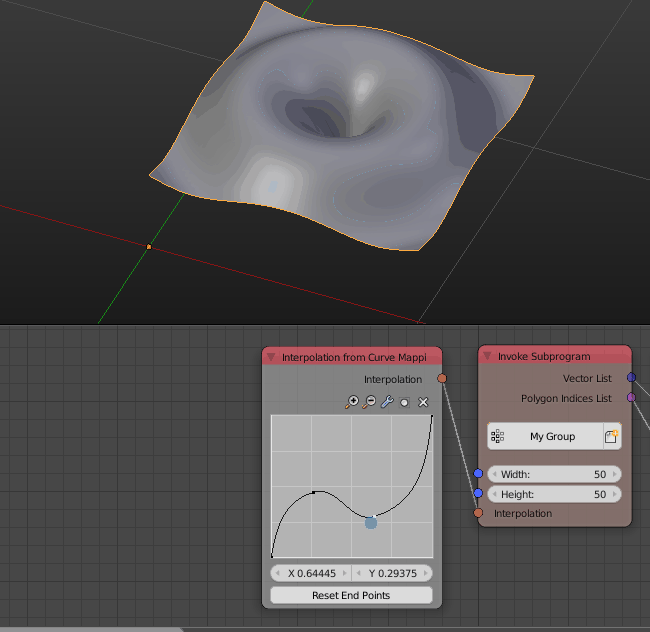 Interpolation from Curve Mappi
Interpolation
X 0.64445
Y 0.29375
Reset End Points
Invoke Subprogram
Vector List
Polygon Indices List
My Group
Width: 50
Height: 50
Interpolation